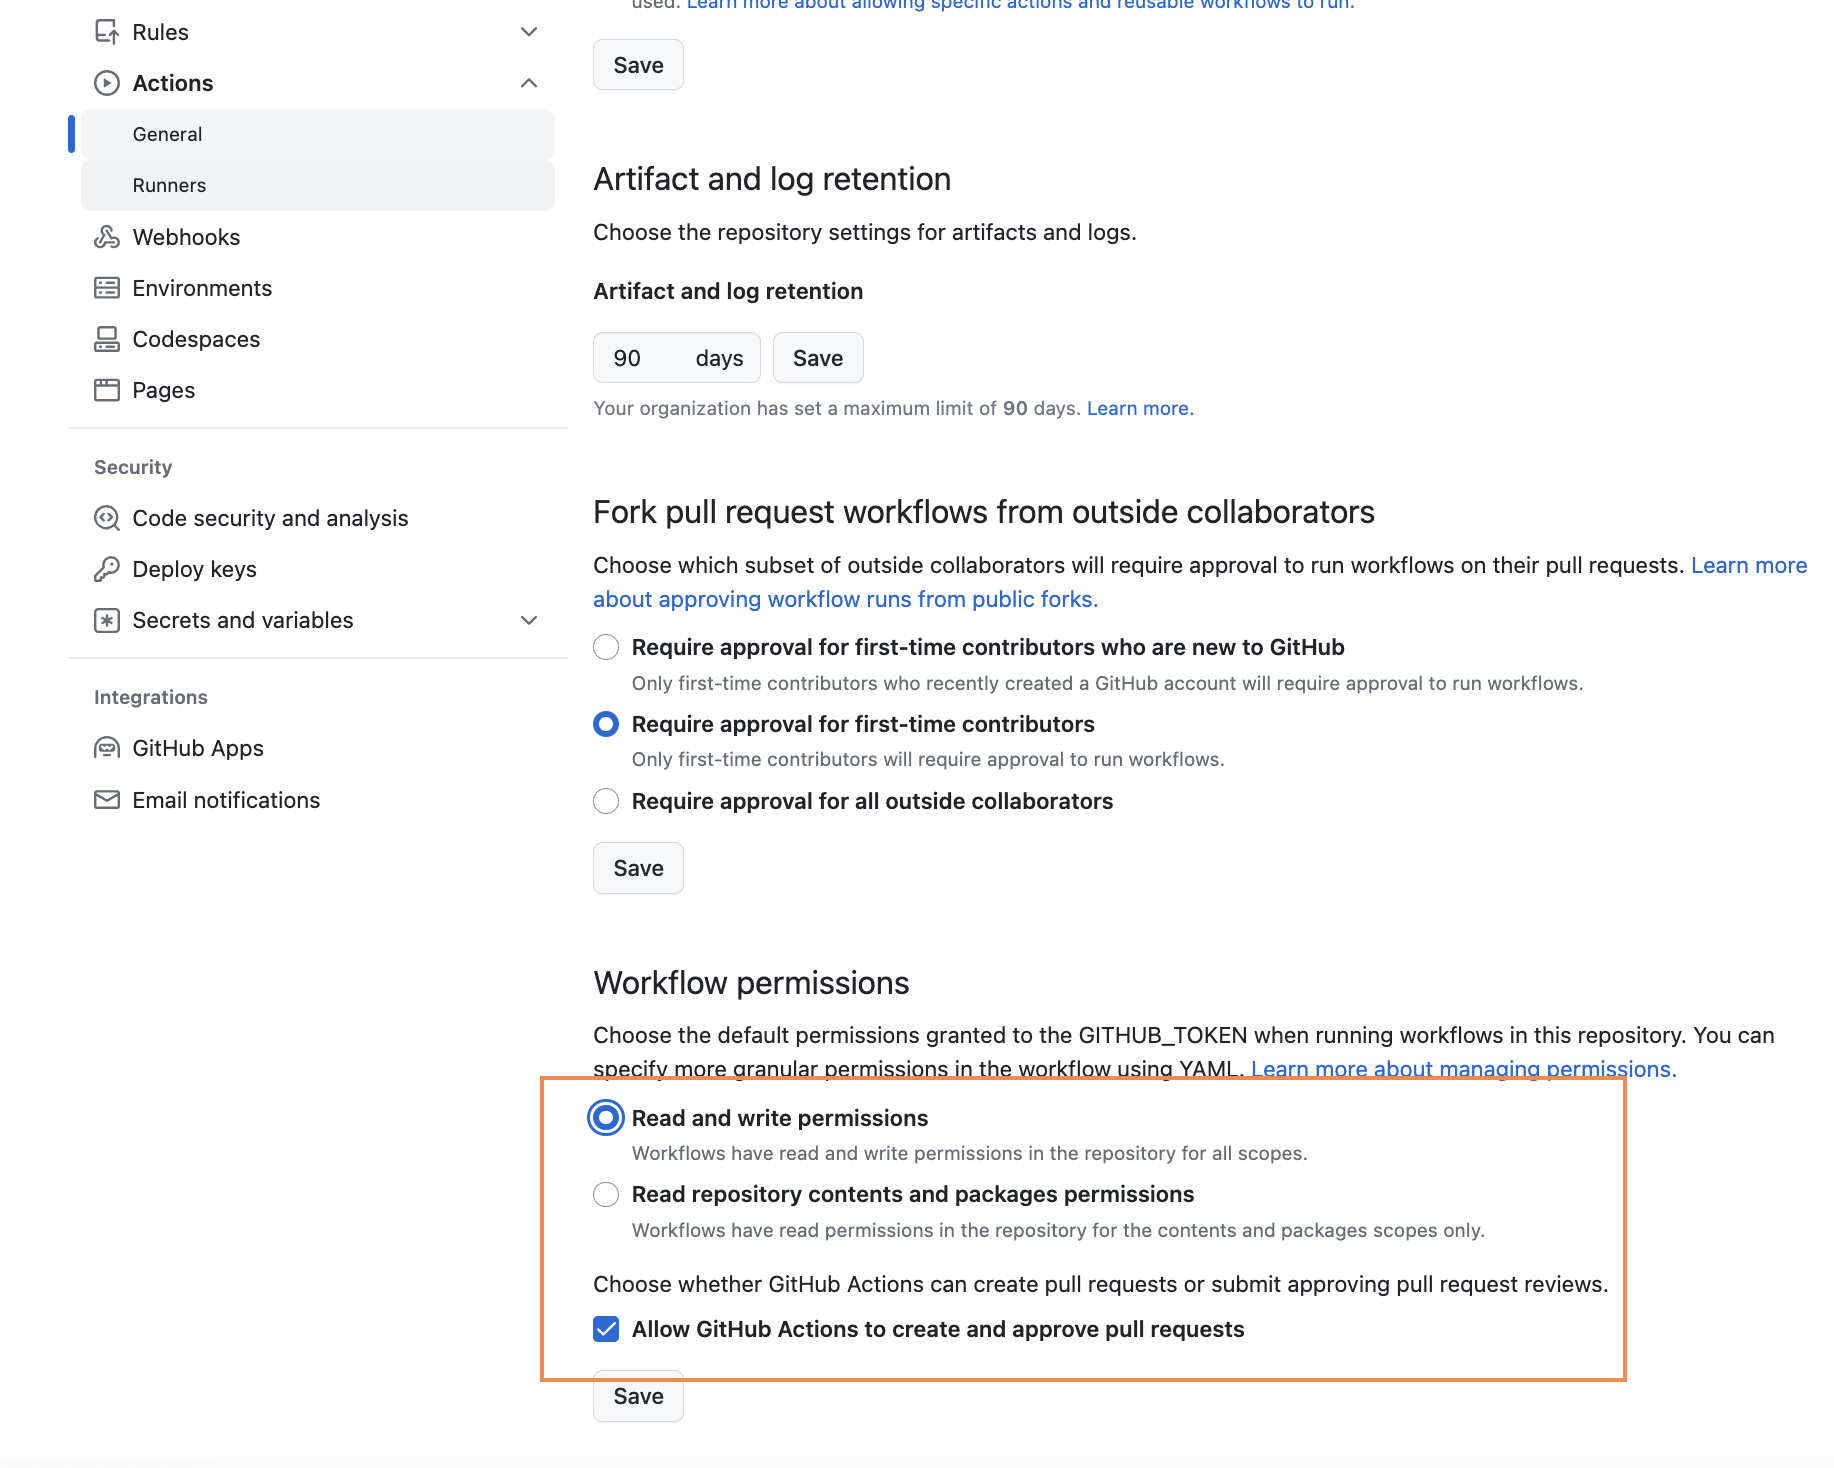 Rules
Actions
General
Runners
Webhooks
Environments
Codespaces
Pages
Security
Code security and analysis
Deploy keys
Secrets and variables
Integrations
GitHub Apps
Email notifications
used. Learn more about allowing specific actions and reusable workflows to run.
Save
Artifact and log retention
Choose the repository settings for artifacts and logs.
Artifact and log retention
90 days Save
Your organization has set a maximum limit of 90 days. Learn more.
Fork pull request workflows from outside collaborators
Choose which subset of outside collaborators will require approval to run workflows on their pull requests. Learn more
about approving workflow runs from public forks.
Require approval for first-time contributors who are new to GitHub
Only first-time contributors who recently created a GitHub account will require approval to run workflows.
Require approval for first-time contributors
Only first-time contributors will require approval to run workflows.
Require approval for all outside collaborators
Save
Workflow permissions
Choose the default permissions granted to the GITHUB_TOKEN when running workflows in this repository. You can
specify more granular permissions in the workflow using YAML. Learn more about managing permissions.
Read and write permissions
Workflows have read and write permissions in the repository for all scopes.
Read repository contents and packages permissions
Workflows have read permissions in the repository for the contents and packages scopes only.
Choose whether GitHub Actions can create pull requests or submit approving pull request reviews.
Allow GitHub Actions to create and approve pull requests
Save